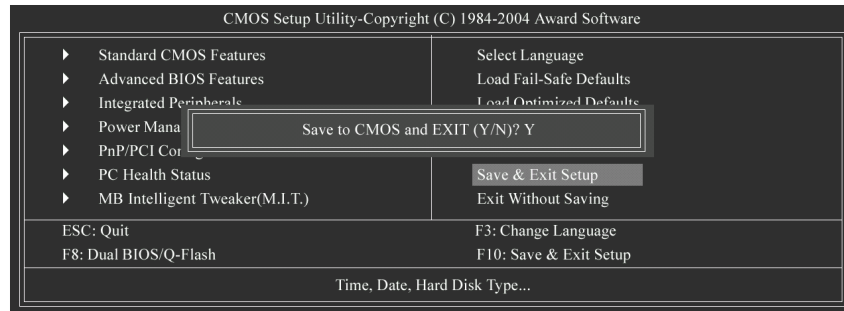 CMOS Setup Utility-Copyright (C) 1984-2004 Award Software
Standard CMOS Features
Advanced BIOS Features
Integrated Peripherals
Power Mana
PnP/PCI
PC Health Status
MB Intelligent Tweaker(M.I.T.)
Select Language
Load Fail-Safe Defaults
Load Optimized Defaults
Save & Exit Setup
Exit Without Saving
Save to CMOS and EXIT (Y/N)? Y
ESC: Quit
F3: Change Language
F8: Dual BIOS/Q-Flash
F10: Save & Exit Setup
Time, Date, Hard Disk Type...